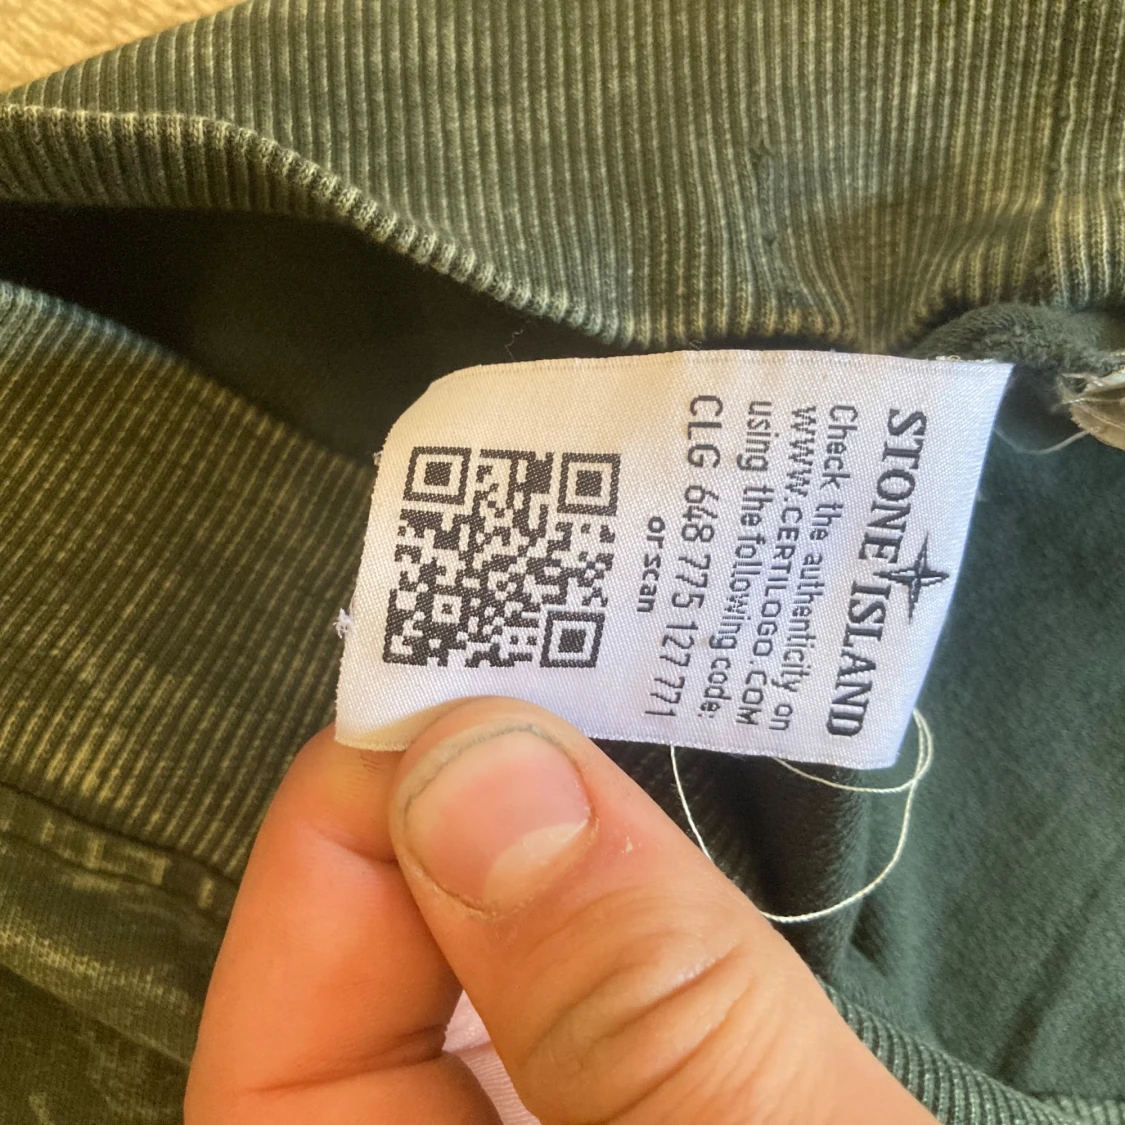 STONE ISLAND
Check the authenticity on
WWW.CERTILOGO.COM
using the following code:
CLG 648 775 127 771
or scan